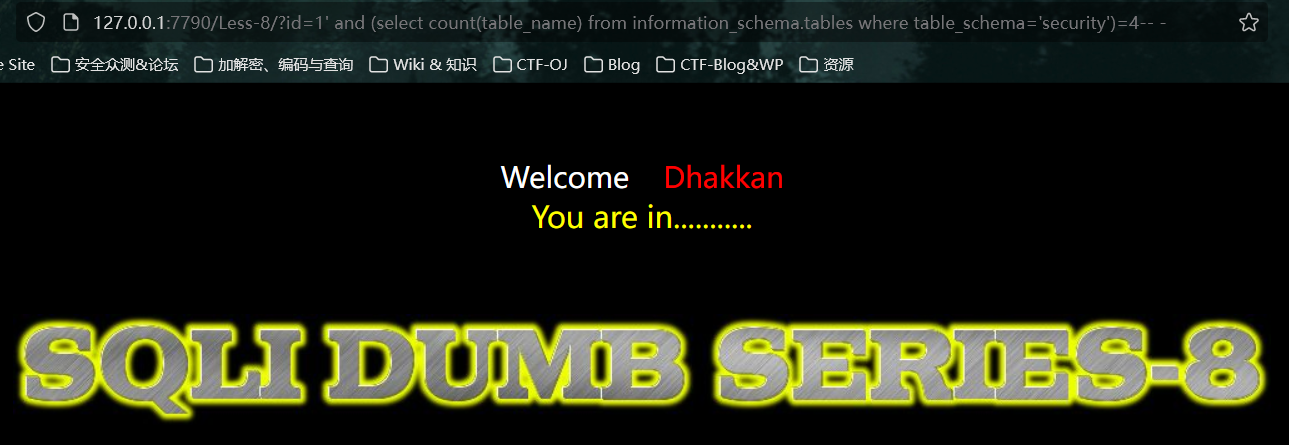 127.0.0.1:7790/Less-8/?id=1' and (select count(table_name) from information_schema.tables where table_schema='security')=4-- -
e Site 安全众测&论坛 加解密、编码与查询 Wiki & 知识 CTF-OJ Blog CTF-Blog&WP 资源
Welcome Dhakkan
You are in...........
SQLI DUMB SERIES-8